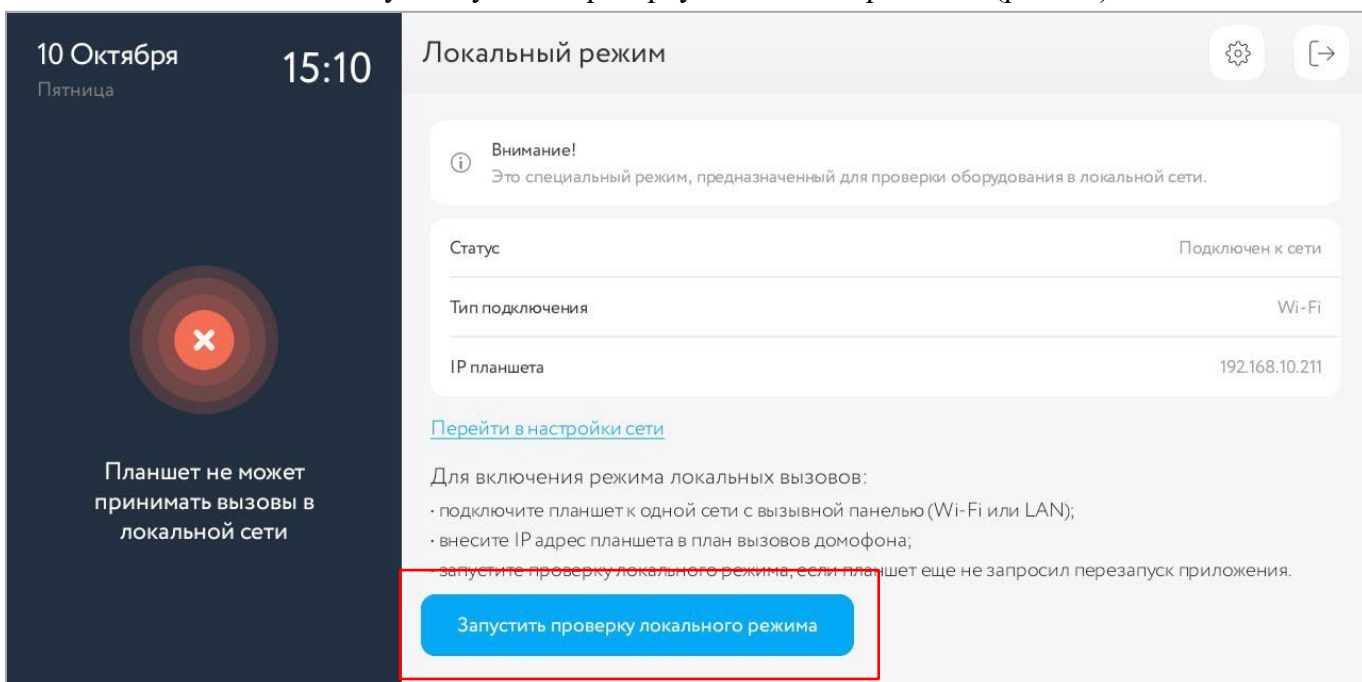 10 Октября
Пятница
15:10
Планшет не может
принимать вызовы в
локальной сети
Локальный режим
Внимание!
Это специальный режим, предназначенный для проверки оборудования в локальной сети.
Статус Подключен к сети
Тип подключения Wi-Fi
IP планшета 192.168.10.211
Перейти в настройки сети
Для включения режима локальных вызовов:
· подключите планшет к одной сети с вызывной панелью (Wi-Fi или LAN);
· внесите IP адрес планшета в план вызовов домофона;
· запустите проверку локального режима, если планшет еще не запросил перезапуск приложения.
Запустить проверку локального режима